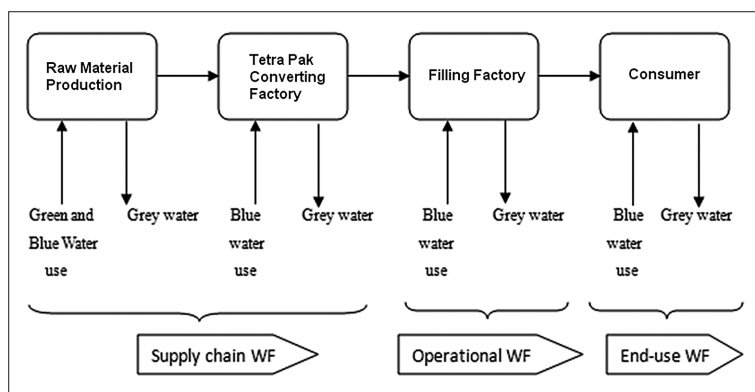 Raw Material
Production
Tetra Pak
Converting
Factory
Filling Factory
Consumer
Green and
Blue Water
use
Grey water
Blue
water
use
Grey water
Blue
water
use
Grey water
Blue
water
use
Grey water
Supply chain WF
Operational WF
End-use WF